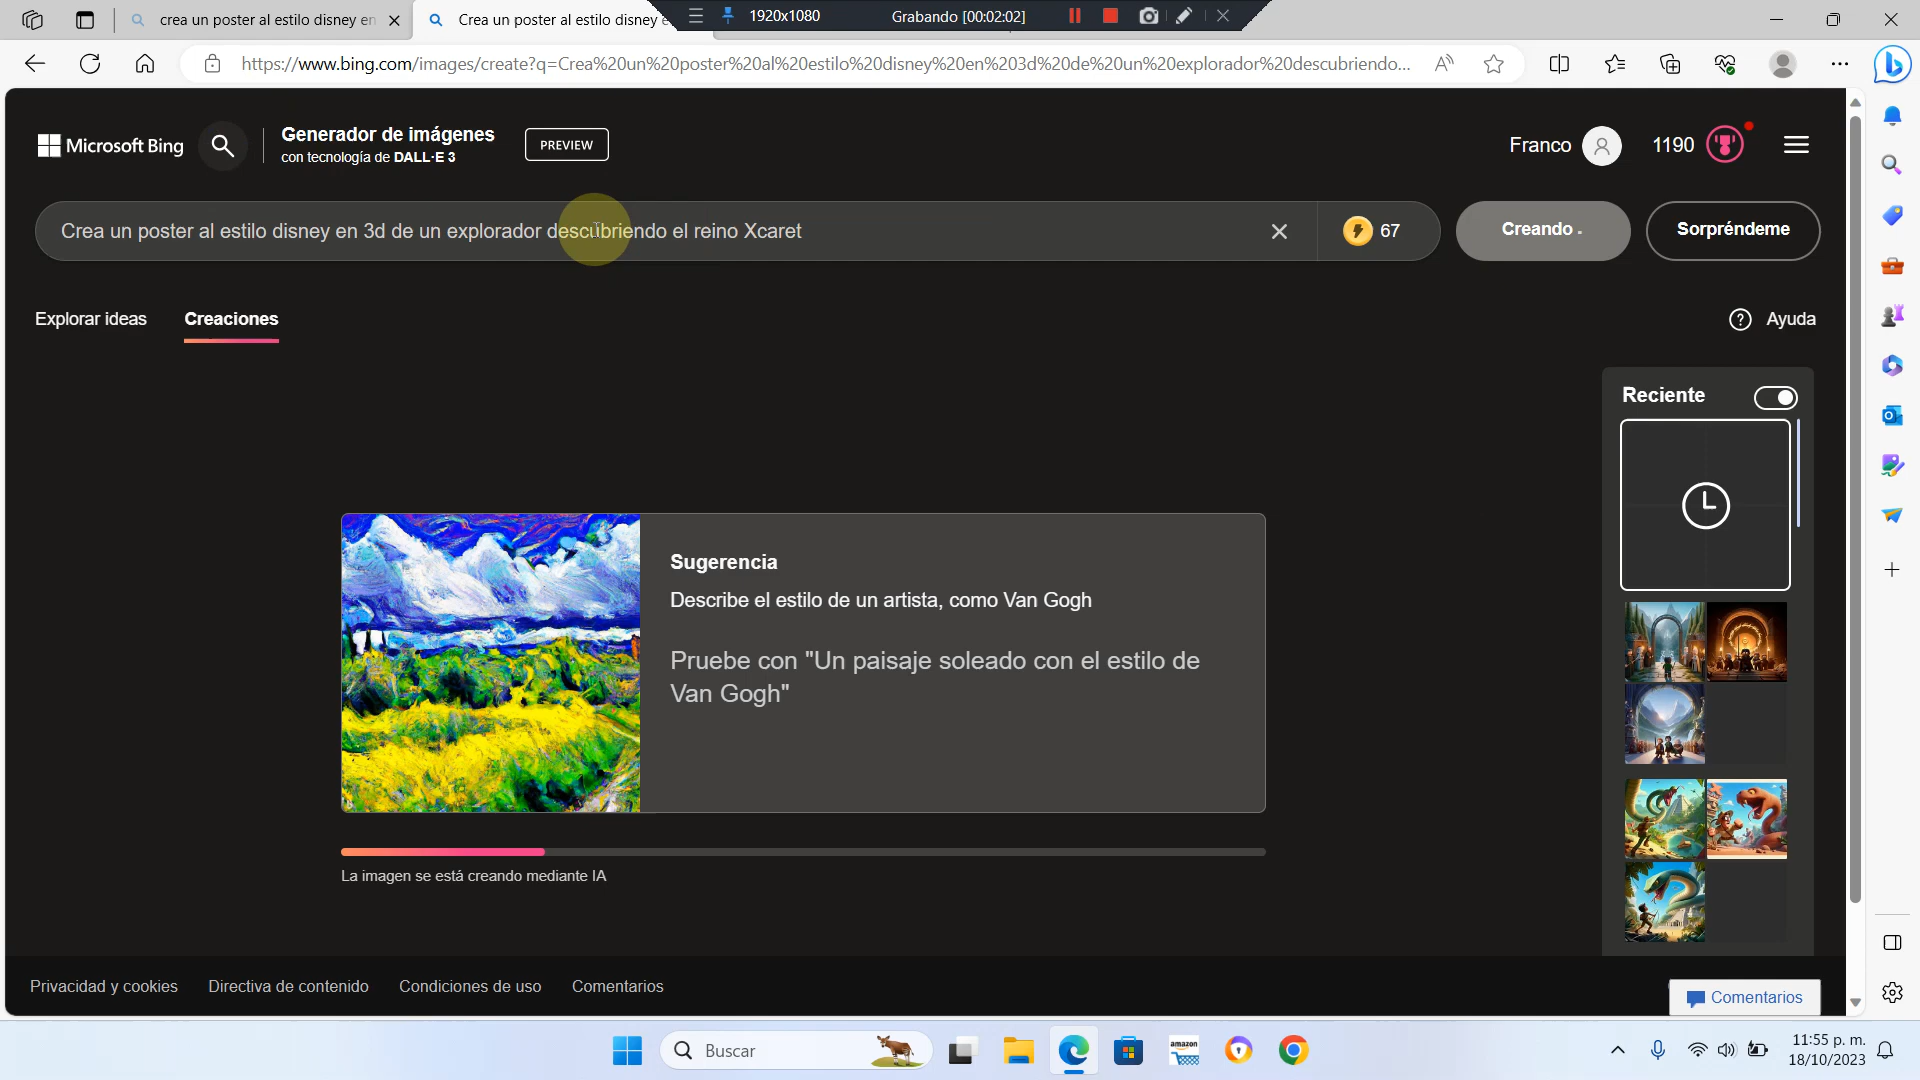 crea un poster al estilo disney en
Crea un poster al estilo disney
1920x1080
Grabando [00:02:02]
https://www.bing.com/images/create?q=Crea%20un%20poster%20al%20estilo%20disney%20en%203d%20de%20un%20explorador%20descubriendo...
Microsoft Bing
Generador de imágenes
con tecnología de DALL·E 3
PREVIEW
Franco
1190
Crea un poster al estilo disney en 3d de un explorador descubriendo el reino Xcaret
67
Creando .
Sorpréndeme
Explorar ideas
Creaciones
Ayuda
Reciente
Sugerencia
Describe el estilo de un artista, como Van Gogh
Pruebe con "Un paisaje soleado con el estilo de
Van Gogh"
La imagen se está creando mediante IA
Privacidad y cookies
Directiva de contenido
Condiciones de uso
Comentarios
Comentarios
Buscar
amazon
11:55 p. m.
18/10/2023